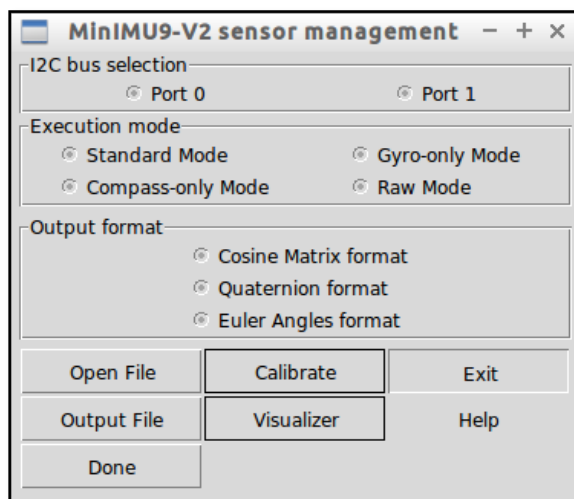 MinIMU9-V2 sensor management
I2C bus selection
Port 0 Port 1
Execution mode
Standard Mode Gyro-only Mode
Compass-only Mode Raw Mode
Output format
Cosine Matrix format
Quaternion format
Euler Angles format
Open File Calibrate Exit
Output File Visualizer Help
Done